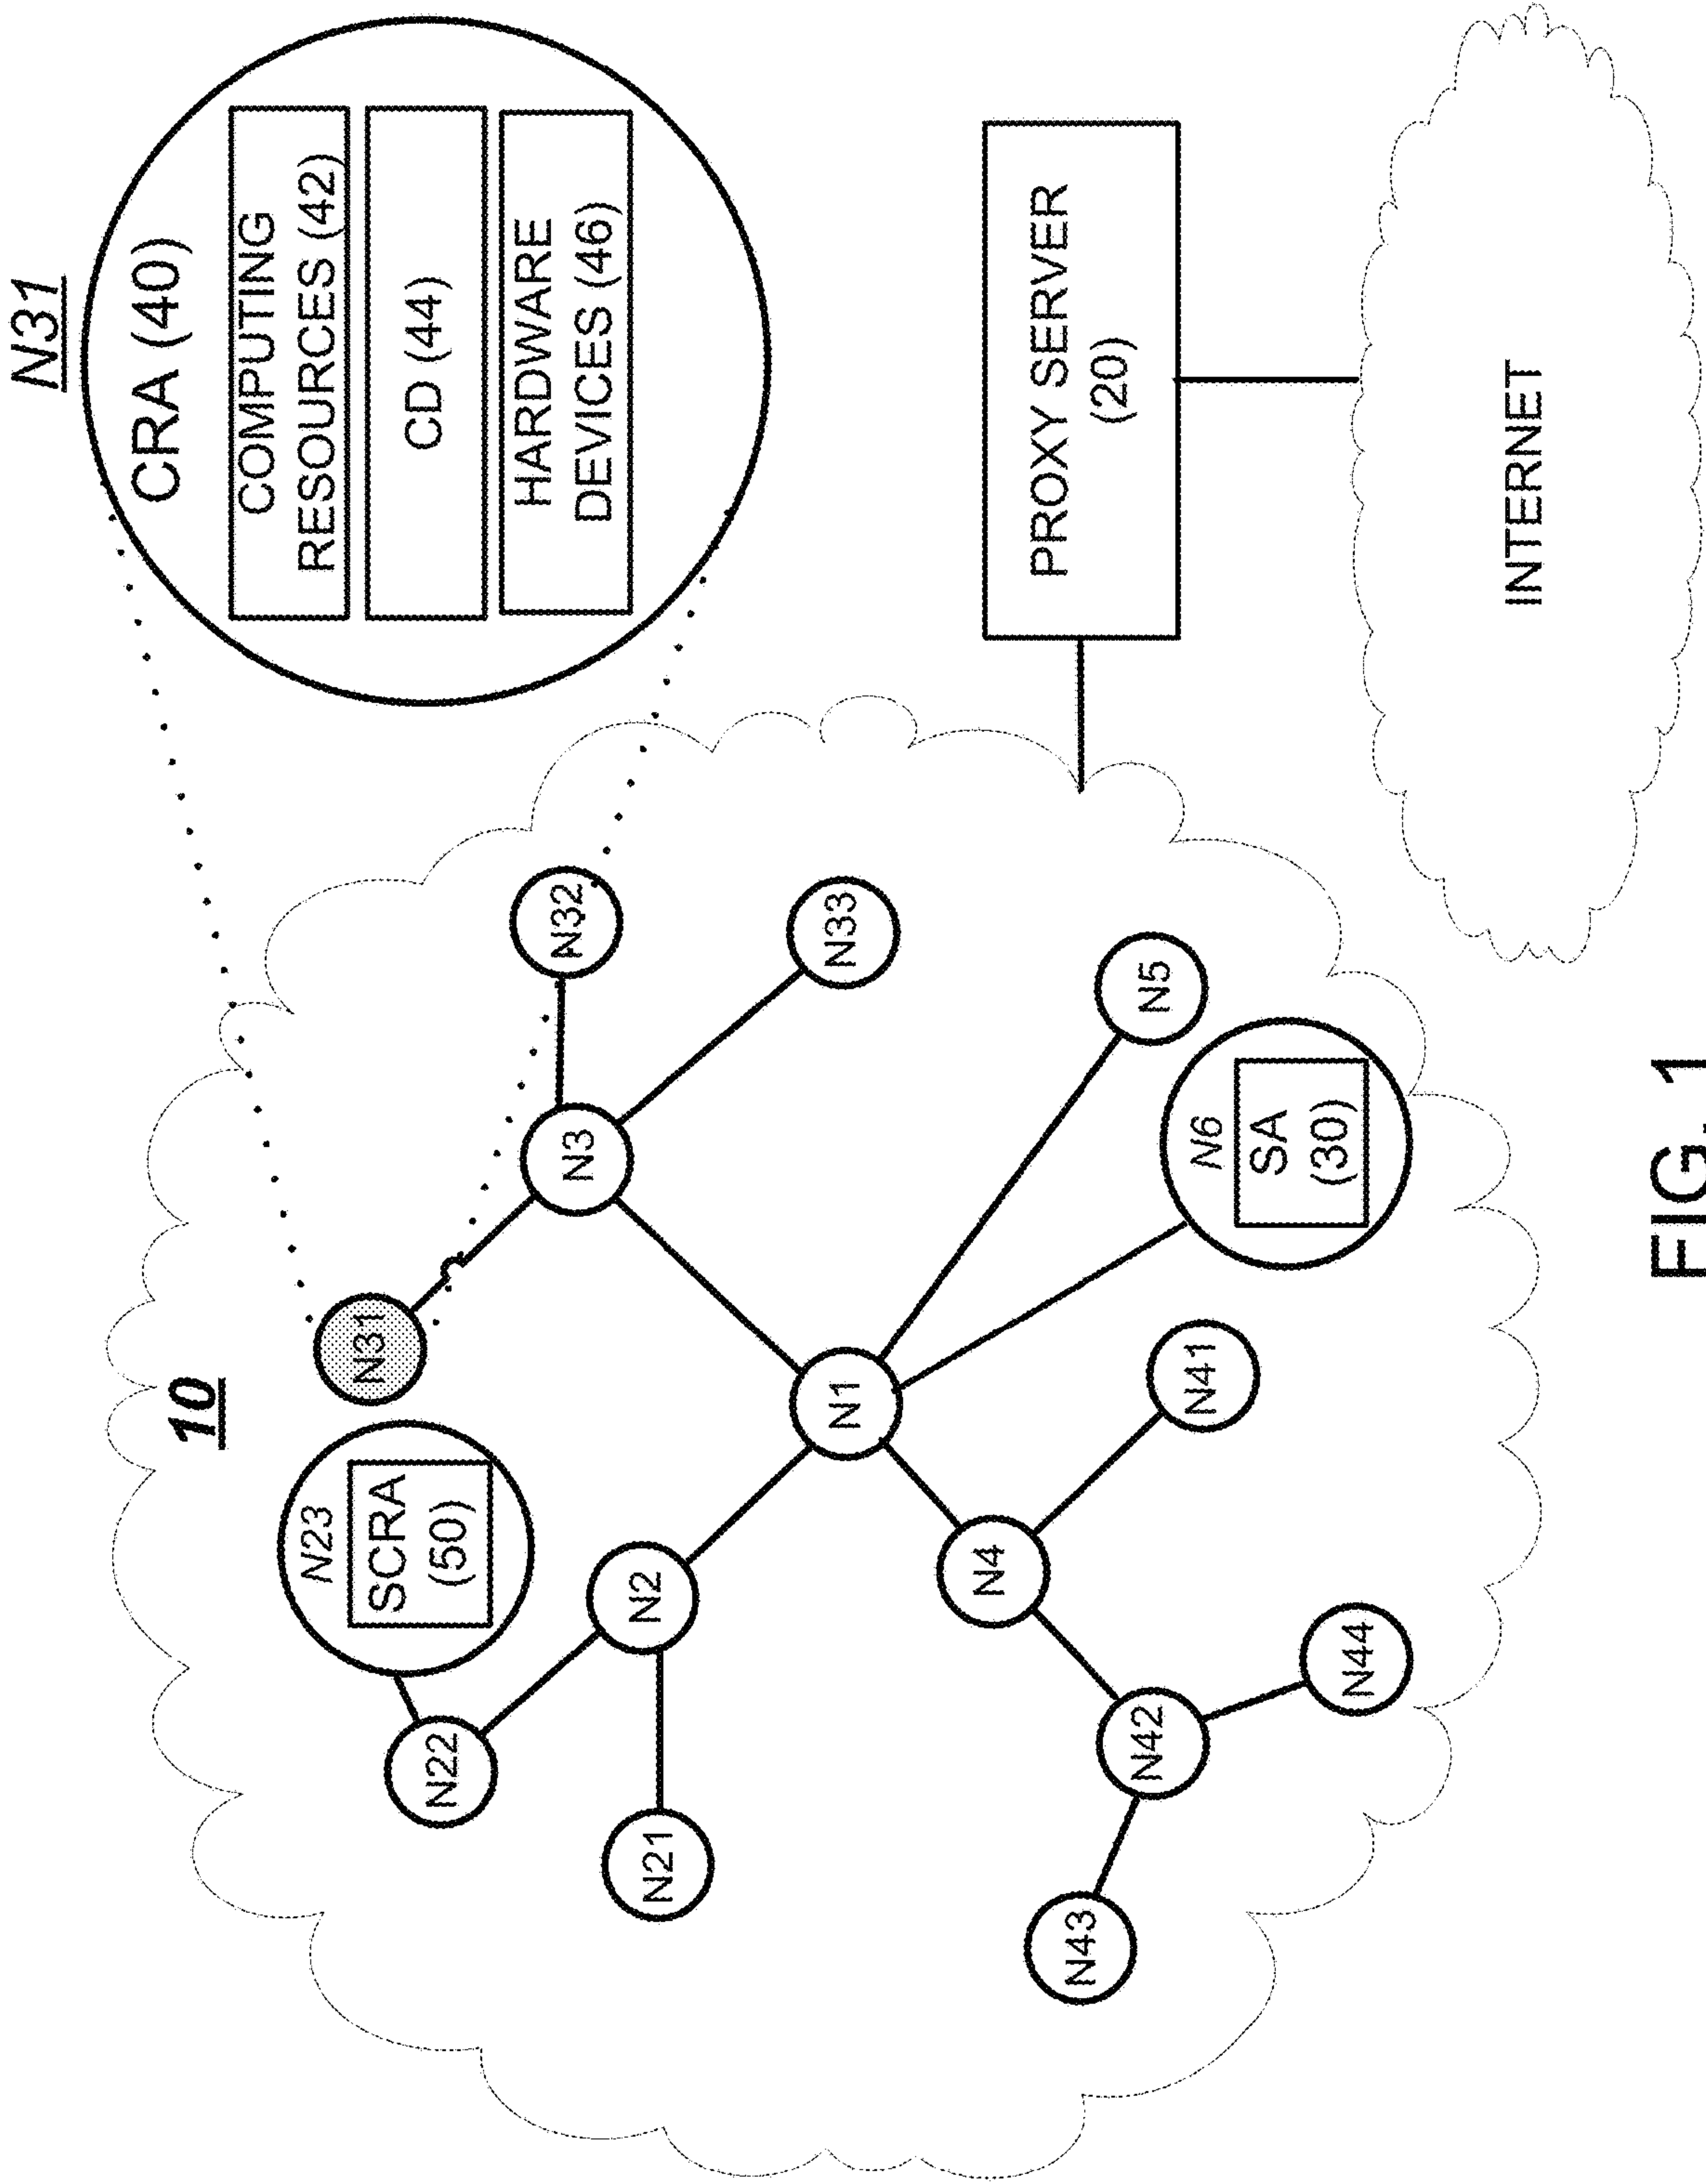 N31
CRA (40)
COMPUTING
RESOURCES (42)
CD (44)
HARDWARE
DEVICES (46)
10
N23
SCRA
(50)
N31
N32
N22
N3
N2
N21
N33
N1
N4
N5
N43
N42
N41
N6
SA
(30)
N44
PROXY SERVER
(20)
INTERNET
FIG. 1